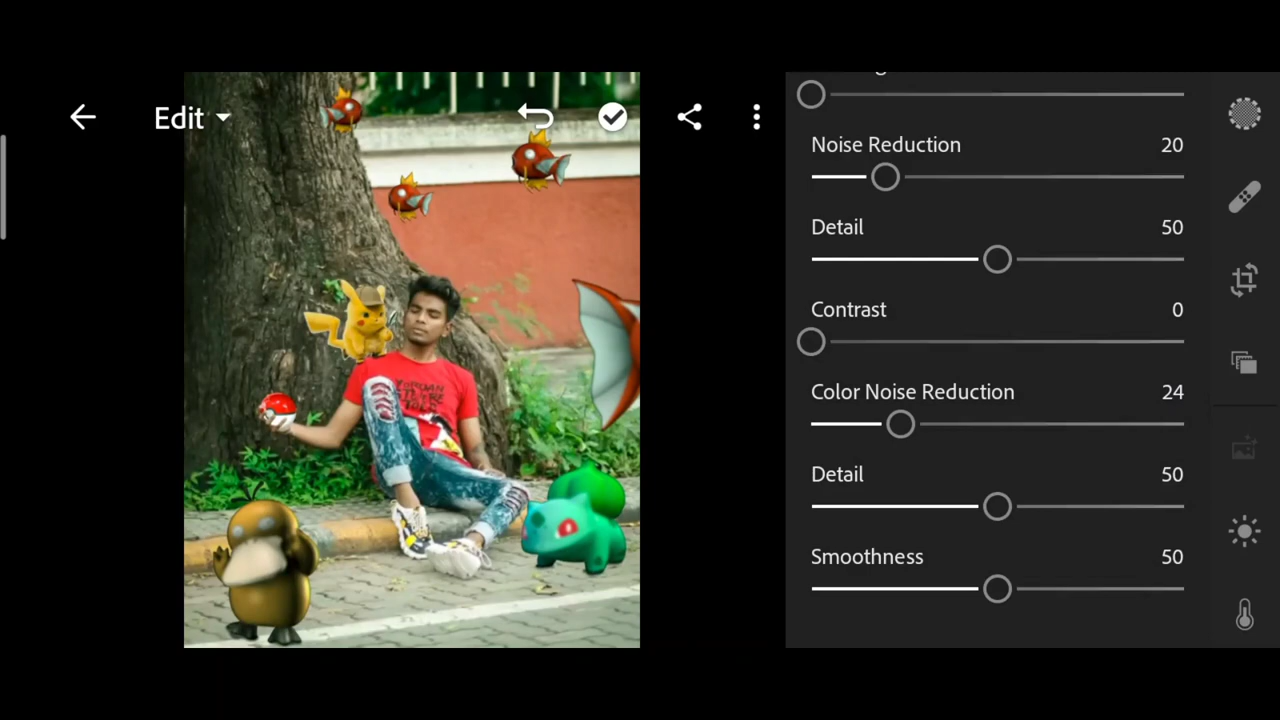 Edit
Noise Reduction 20
Detail 50
Contrast 0
Color Noise Reduction 24
Detail 50
Smoothness 50